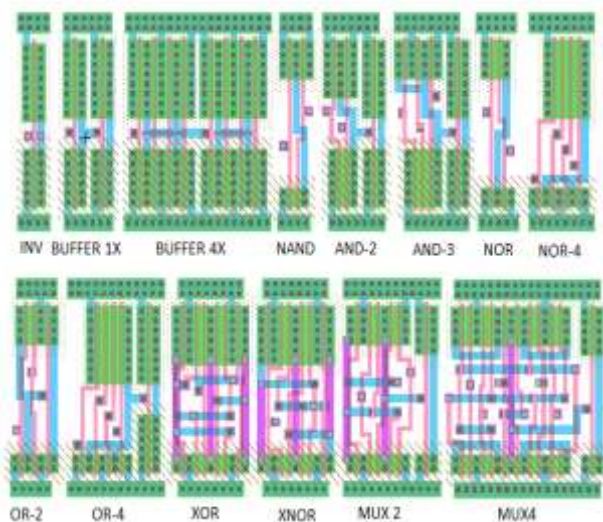 INV BUFFER 1X BUFFER 4X NAND AND-2 AND-3 NOR NOR-4
OR-2 OR-4 XOR XNOR MUX 2 MUX4